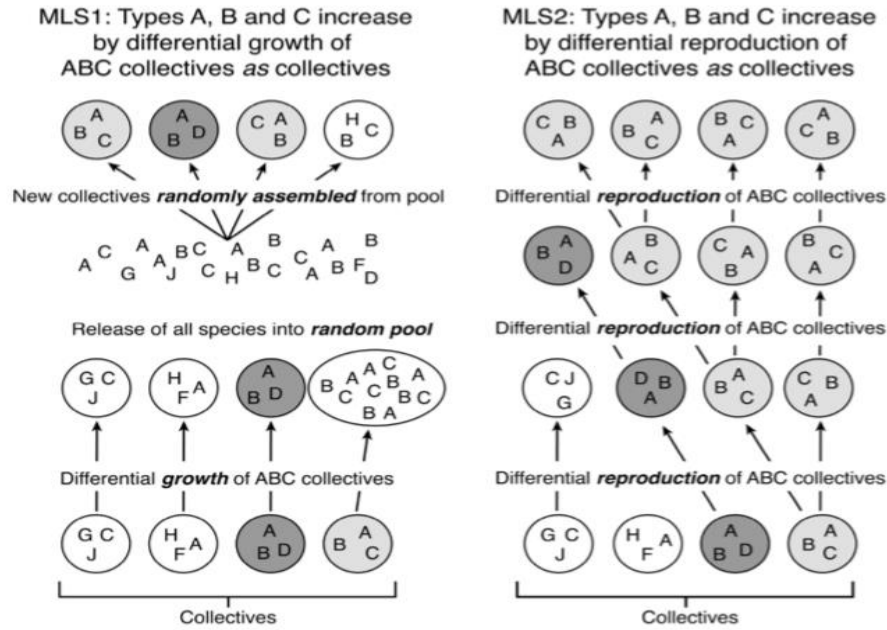 MLS1: Types A, B and C increase
by differential growth of
ABC collectives as collectives
A
B
C
A
B
D
C
A
B
H
B
C
New collectives randomly assembled from pool
A
C
G
A
A
J
B
C
C
A
H
B
B
C
C
A
A
B
B
F
D
Release of all species into random pool
G C
J
H
F A
A
B D
B
A
A
C
A
C
C
B
B
C
B
A
Differential growth of ABC collectives
G C
J
H
F A
A
B D
B
A
C
Collectives
MLS2: Types A, B and C increase
by differential reproduction of
ABC collectives as collectives
C B
A
B
A
C
B C
A
C
A
B
Differential reproduction of ABC collectives
B
A
D
A
B
C
C
A
B
B
C
A
Differential reproduction of ABC collectives
C J
G
D
B
A
B
A
C
C
B
A
Differential reproduction of ABC collectives
G C
J
H
F A
A
B D
B
A
C
Collectives